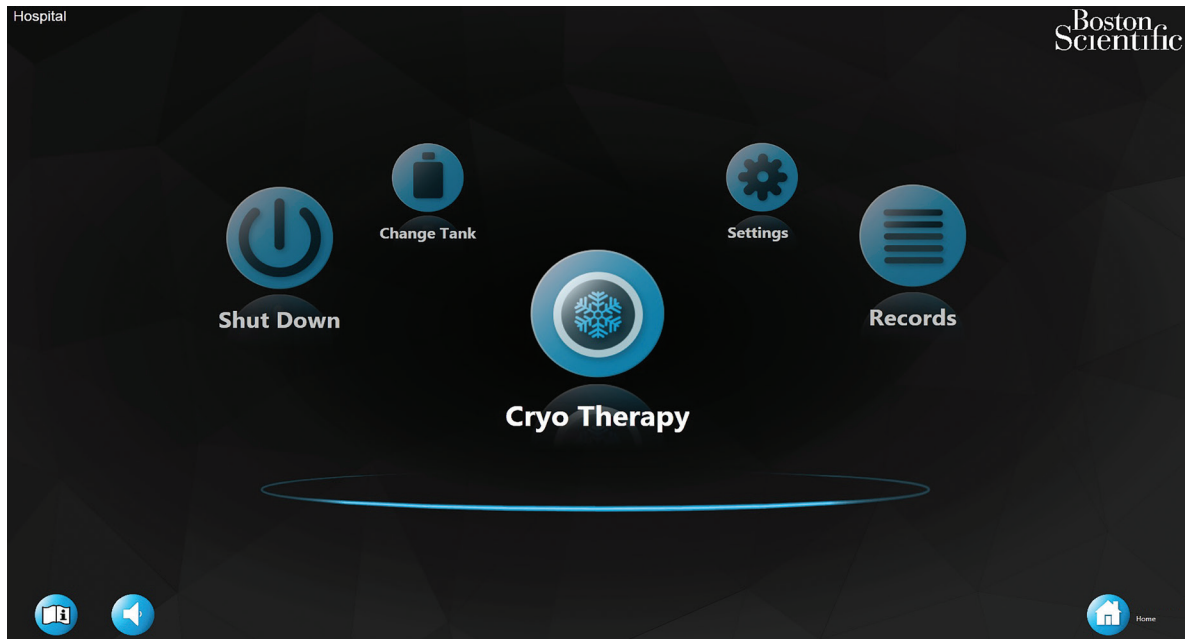 Hospital
Boston
Scientific
Change Tank
Settings
Shut Down
Records
Cryo Therapy
i
Home